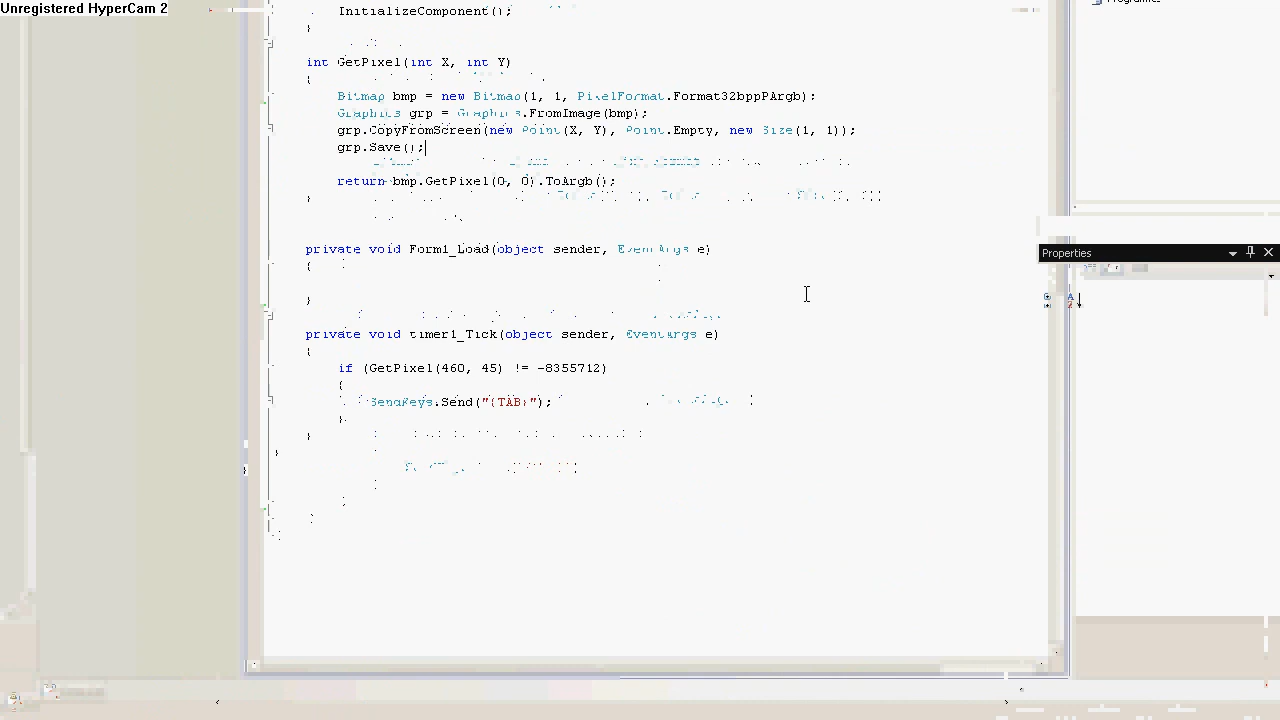 Unregistered HyperCam 2
InitializeComponent();
}
int GetPixel(int X, int Y)
{
Bitmap bmp = new Bitmap(1, 1, PixelFormat.Format32bppPArgb);
Graphics grp = Graphics.FromImage(bmp);
grp.CopyFromScreen(new Point(X, Y), Point.Empty, new Size(1, 1));
grp.Save();
return bmp.GetPixel(0, 0).ToArgb();
}
private void Form1_Load(object sender, EventArgs e)
{
}
private void timer1_Tick(object sender, EventArgs e)
{
if (GetPixel(460, 45) != -8355712)
{
SendKeys.Send("{TAB}");
}
}
}
}
Properties